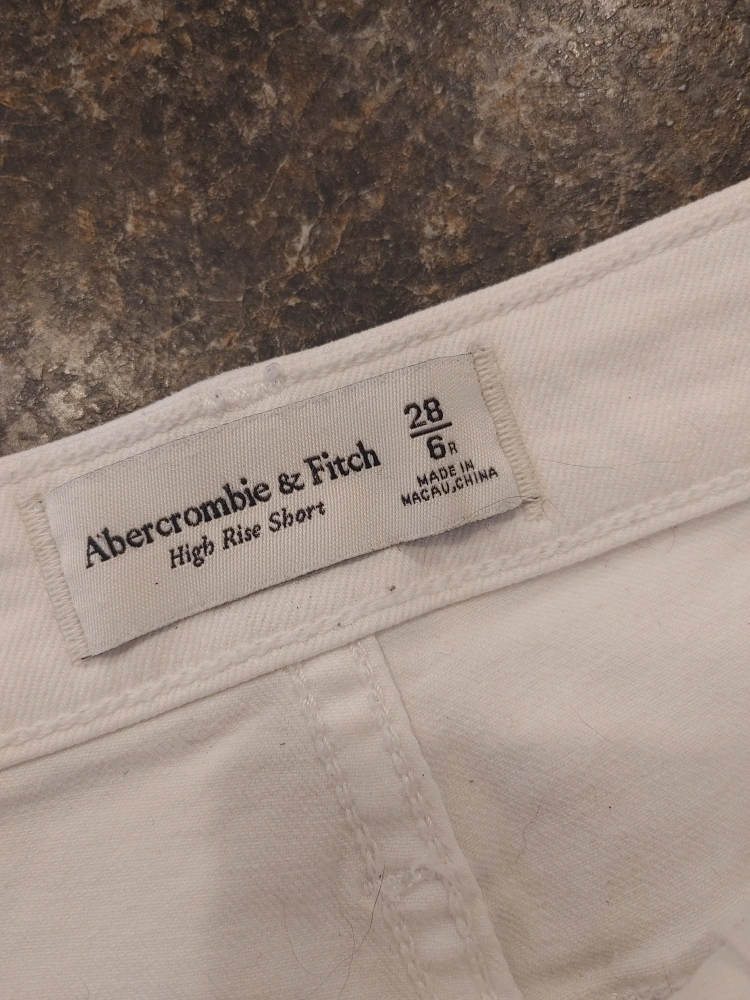 Abercrombie & Fitch
High Rise Short
28
6R
MADE IN
MACAU,CHINA